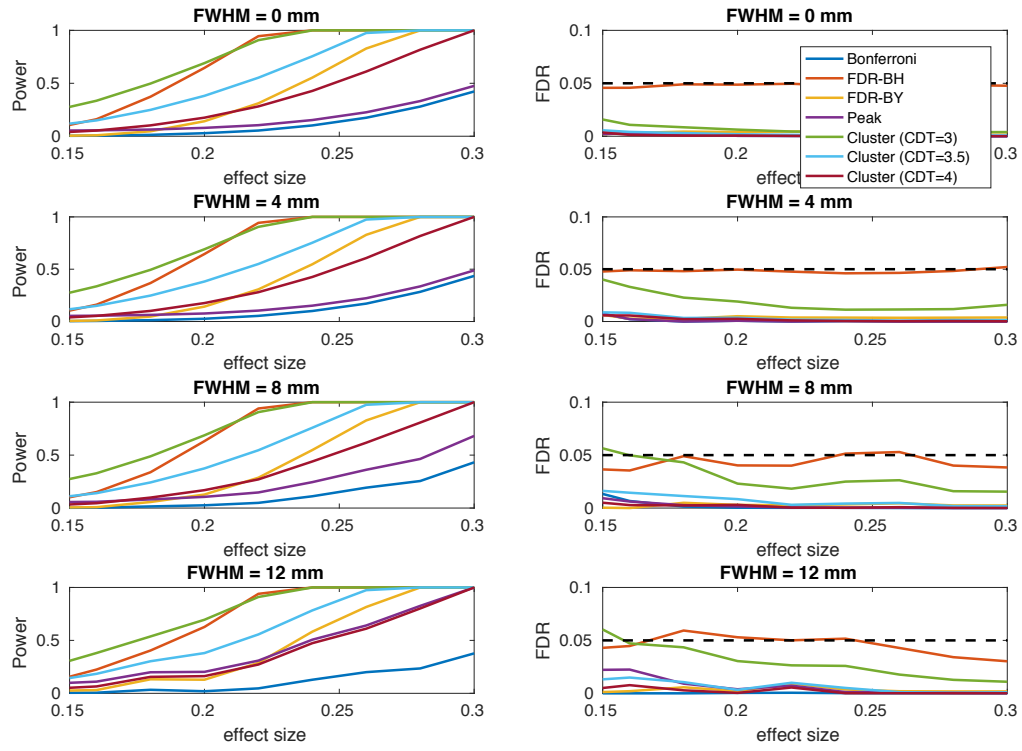 FWHM = 0 mm
Power
1
0.5
0
0.15
0.2
0.25
0.3
effect size
FWHM = 0 mm
FDR
0.1
0.05
0
0.15
0.2
0.25
0.3
effect size
Bonferroni
FDR-BH
FDR-BY
Peak
Cluster (CDT=3)
Cluster (CDT=3.5)
Cluster (CDT=4)
FWHM = 4 mm
Power
1
0.5
0
0.15
0.2
0.25
0.3
effect size
FWHM = 4 mm
FDR
0.1
0.05
0
0.15
0.2
0.25
0.3
effect size
FWHM = 8 mm
Power
1
0.5
0
0.15
0.2
0.25
0.3
effect size
FWHM = 8 mm
FDR
0.1
0.05
0
0.15
0.2
0.25
0.3
effect size
FWHM = 12 mm
Power
1
0.5
0
0.15
0.2
0.25
0.3
effect size
FWHM = 12 mm
FDR
0.1
0.05
0
0.15
0.2
0.25
0.3
effect size